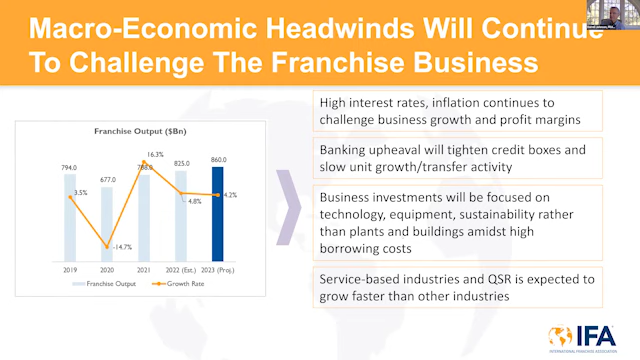 Macro-Economic Headwinds Will Continue
To Challenge The Franchise Business
Franchise Output ($Bn)
794.0
677.0
788.0
825.0
860.0
3.5%
-14.7%
16.3%
4.8%
4.2%
2019
2020
2021
2022 (Est.)
2023 (Proj.)
Franchise Output
Growth Rate
High interest rates, inflation continues to
challenge business growth and profit margins
Banking upheaval will tighten credit boxes and
slow unit growth/transfer activity
Business investments will be focused on
technology, equipment, sustainability rather
than plants and buildings amidst high
borrowing costs
Service-based industries and QSR is expected to
grow faster than other industries
IFA
INTERNATIONAL FRANCHISE ASSOCIATION